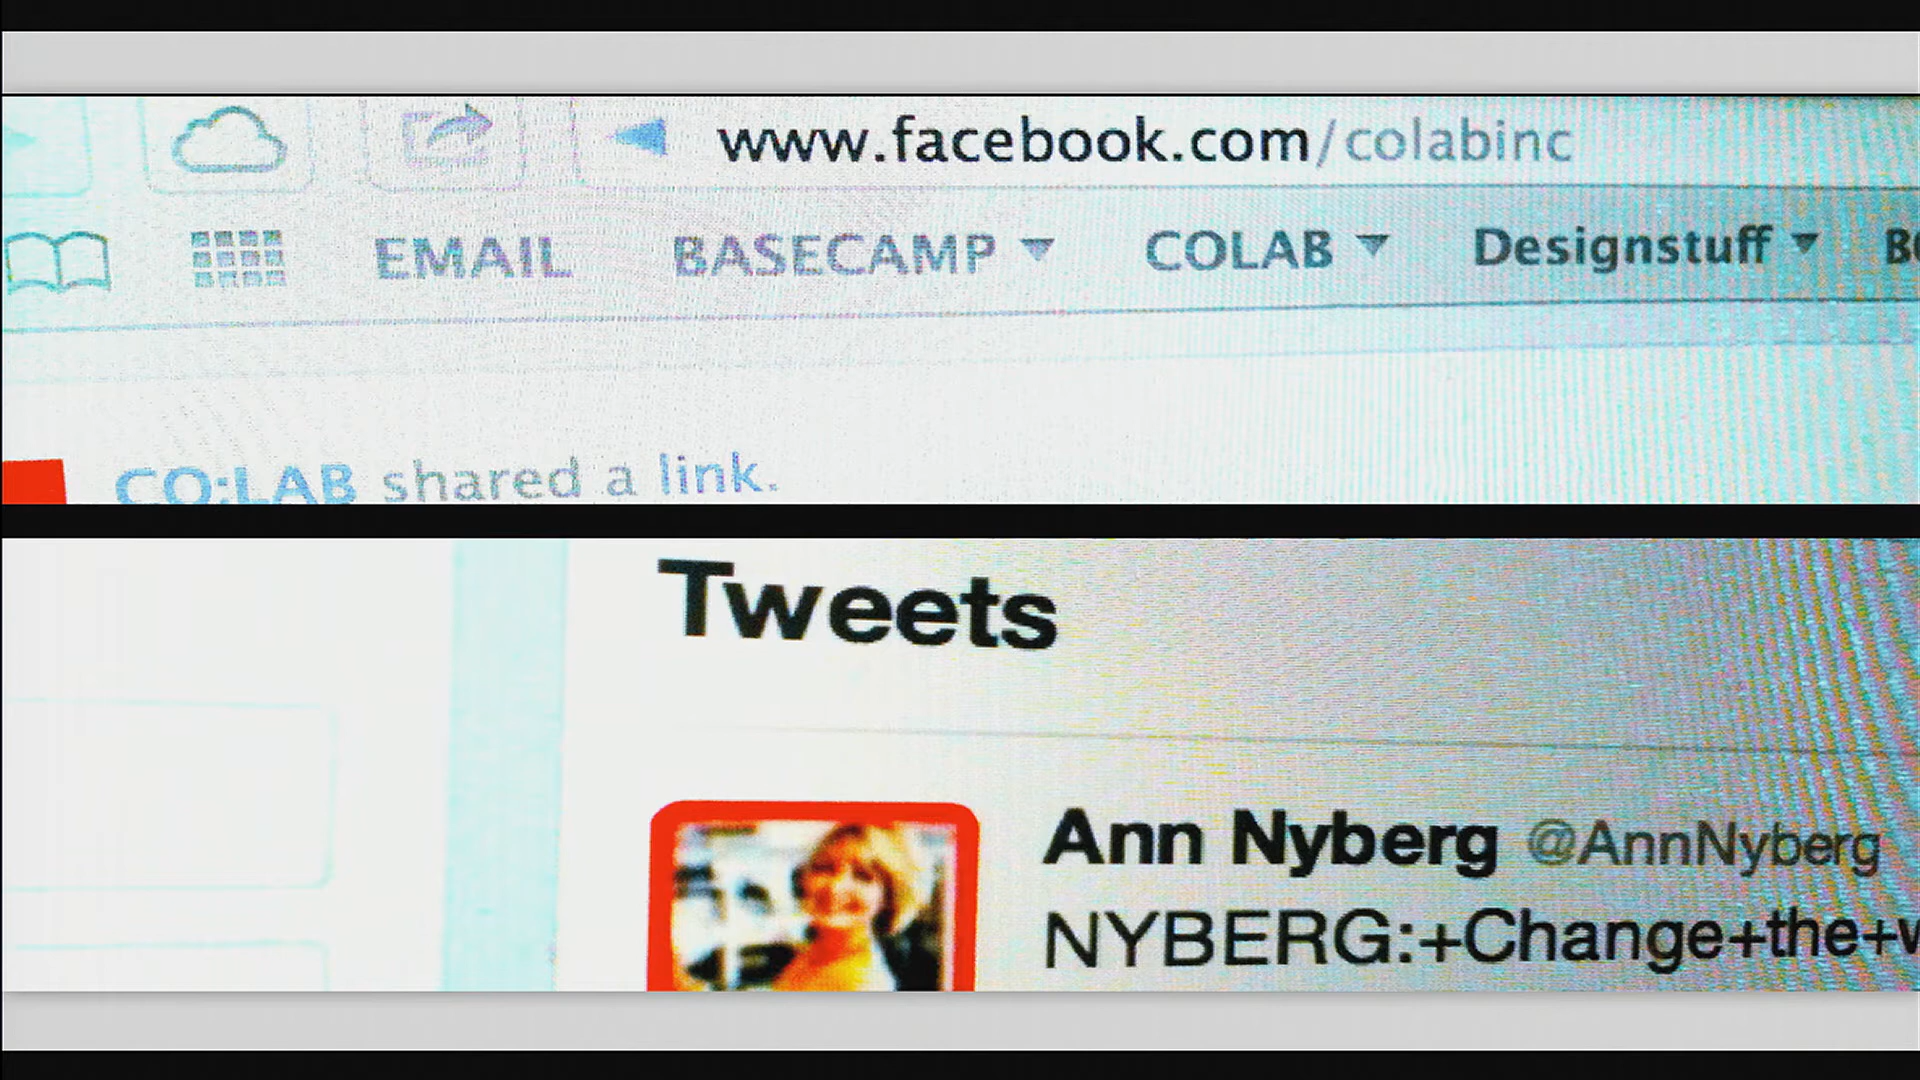 www.facebook.com/colabinc
EMAIL BASECAMP COLAB Designstuff
CO:LAB shared a link.
Tweets
Ann Nyberg @AnnNyberg
NYBERG:+Change+the+